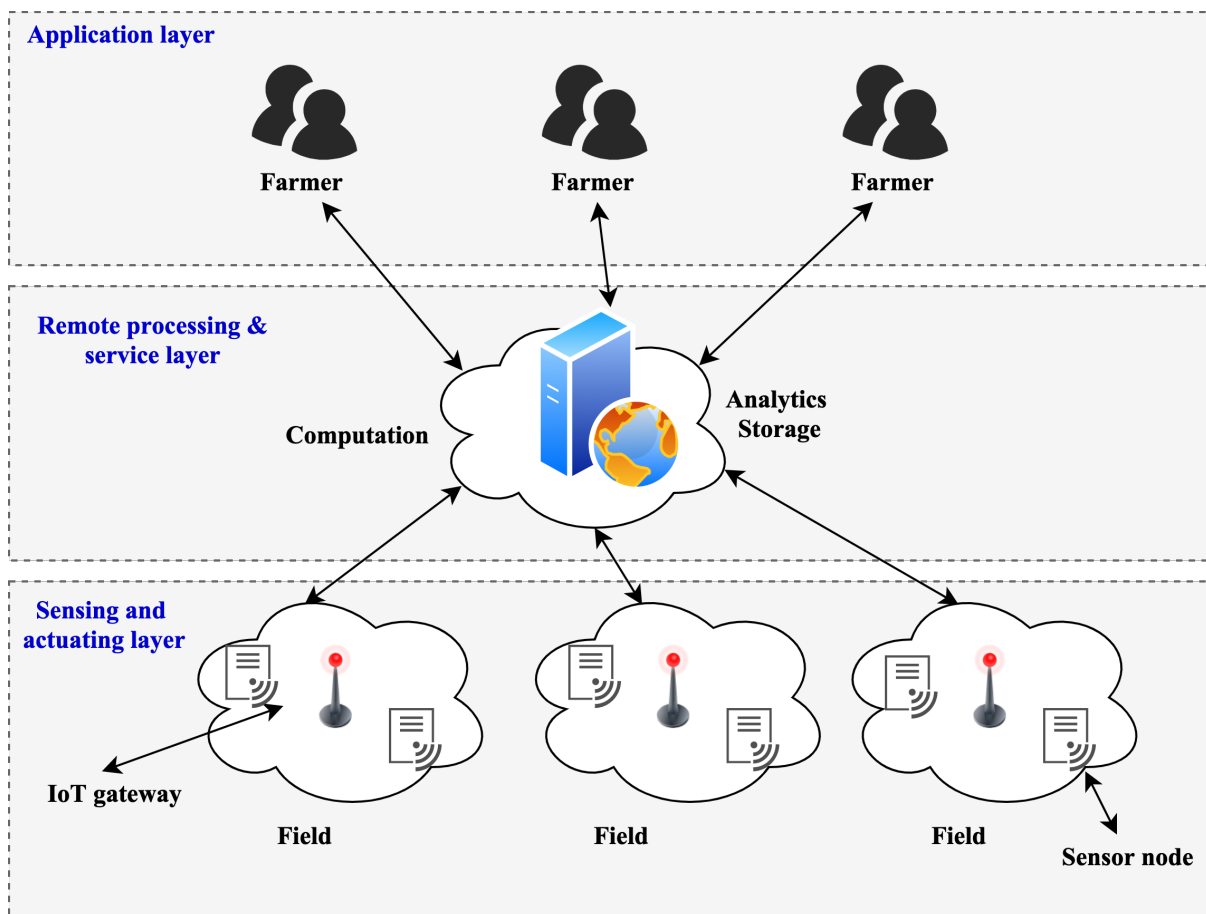 Application layer
Farmer
Farmer
Farmer
Remote processing &
service layer
Computation
Analytics
Storage
Sensing and
actuating layer
IoT gateway
Field
Field
Field
Sensor node